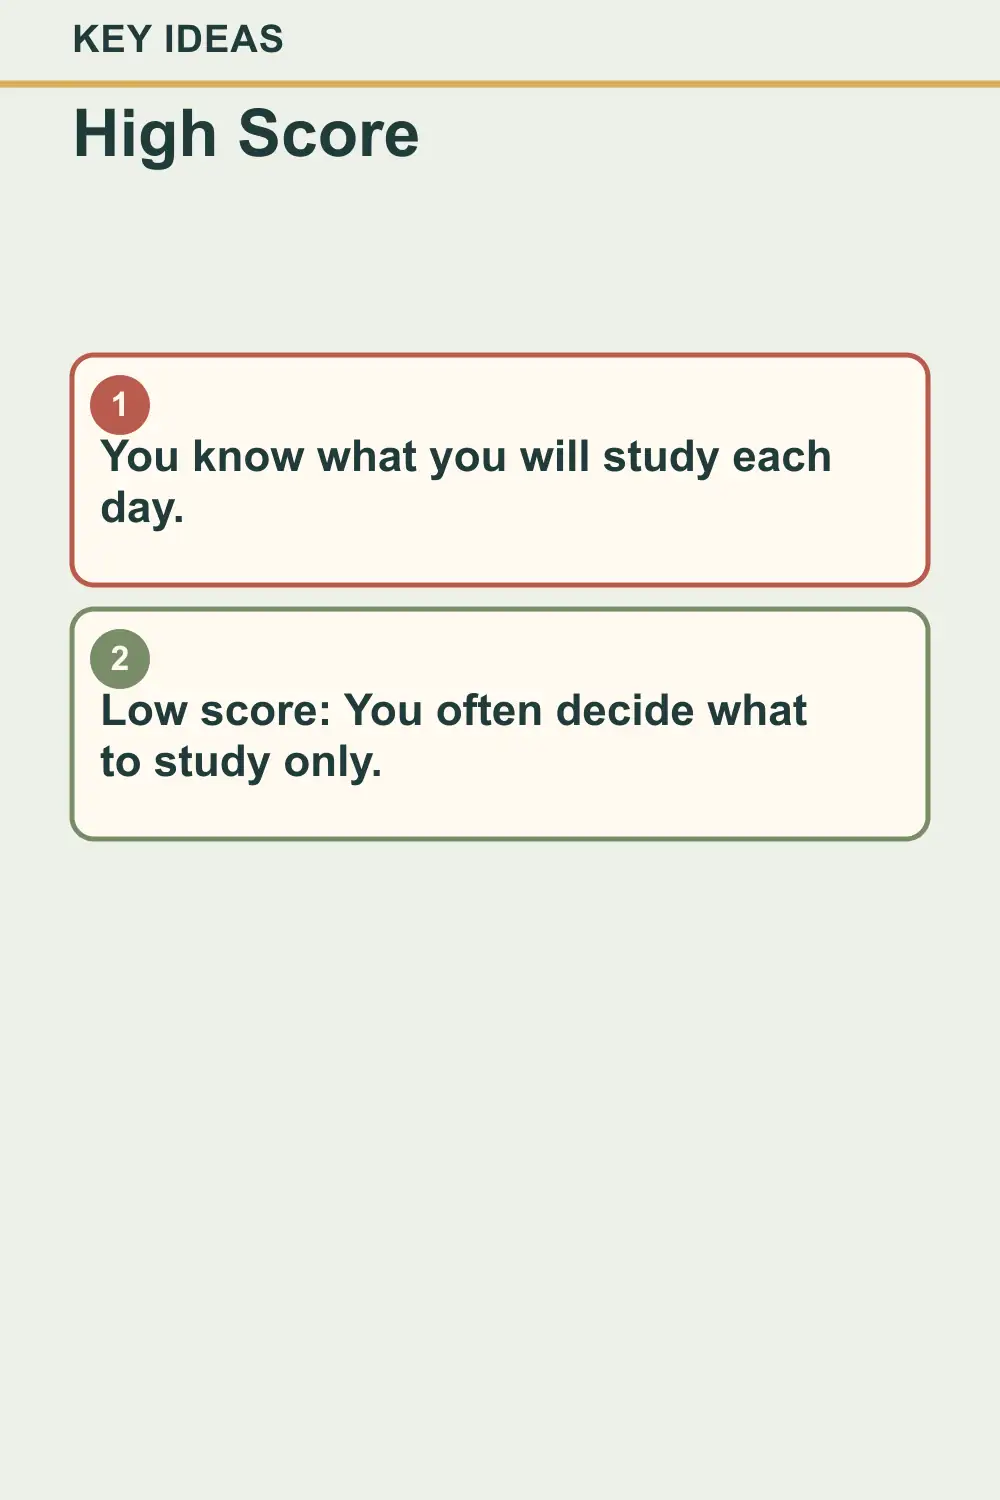 KEY IDEAS
High Score
1
You know what you will study each
day.
2
Low score: You often decide what
to study only.